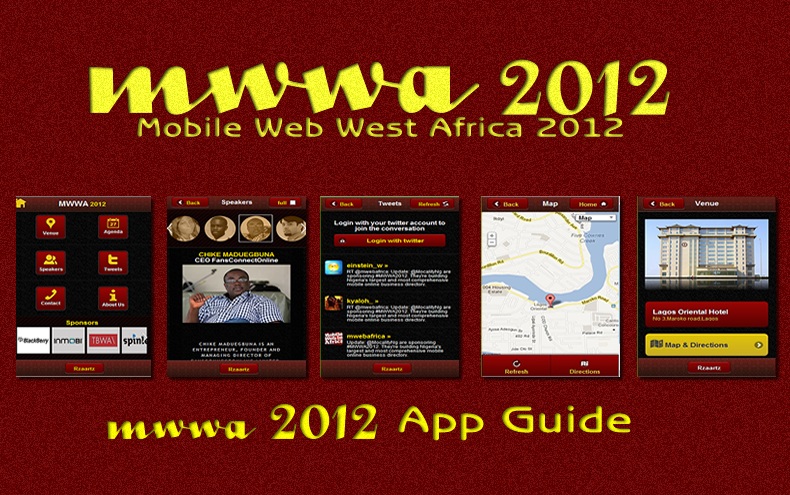 mwwa 2012
Mobile Web West Africa 2012
MWWA 2012
Venue
Agenda
Speakers
Tweets
Contact
About Us
Sponsors
BlackBerry
INMOBI
TBWA\
Rzaartz
Back
Speakers
full
CHIKE MADUEGBUNA
CEO FansConnectOnline
CHIKE MADUEGBUNA IS AN
ENTREPRENEUR, FOUNDER AND
MANAGING DIRECTOR OF
Rzaartz
Back
Tweets
Refresh
Login with your twitter account to
join the conversation
Login with twitter
einstein_w »
RT @mwebafrica: Update: @MocalityNg are
sponsoring #MWWA2012. They're building
Nigeria's largest and most comprehensive
mobile online business directory.
kyaloh_ »
RT @mwebafrica: Update: @MocalityNg are
sponsoring #MWWA2012. They're building
Nigeria's largest and most comprehensive
mobile online business directory.
mwebafrica »
Update: @MocalityNg are sponsoring
#MWWA2012. They're building Nigeria's
largest and most comprehensive mobile
online business directory.
Rzaartz
Back
Map
Home
Map
Five Cowries
Creek
Refresh
Directions
Back
Venue
Lagos Oriental Hotel
No 3,Maroko road,Lagos
Map & Directions
Rzaartz
mwwa 2012 App Guide